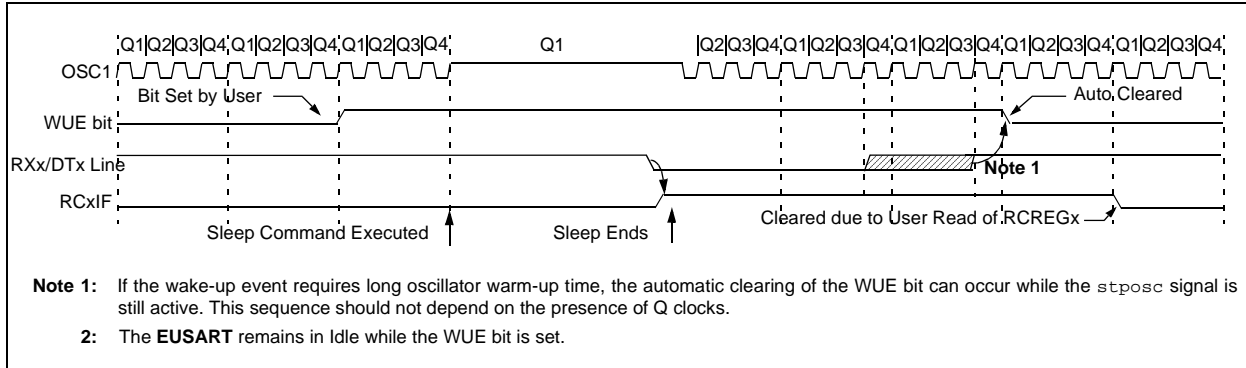 Q1|Q2|Q3|Q4 Q1|Q2|Q3|Q4 Q1|Q2|Q3|Q4 Q1 |Q2|Q3|Q4 Q1|Q2|Q3|Q4 Q1|Q2|Q3|Q4 Q1|Q2|Q3|Q4 Q1|Q2|Q3|Q4
OSC1
Bit Set by User Auto Cleared
WUE bit
RXx/DTx Line
Note 1
RCxIF
Cleared due to User Read of RCREGx
Sleep Command Executed Sleep Ends
Note 1: If the wake-up event requires long oscillator warm-up time, the automatic clearing of the WUE bit can occur while the stposc signal is
still active. This sequence should not depend on the presence of Q clocks.
2: The EUSART remains in Idle while the WUE bit is set.